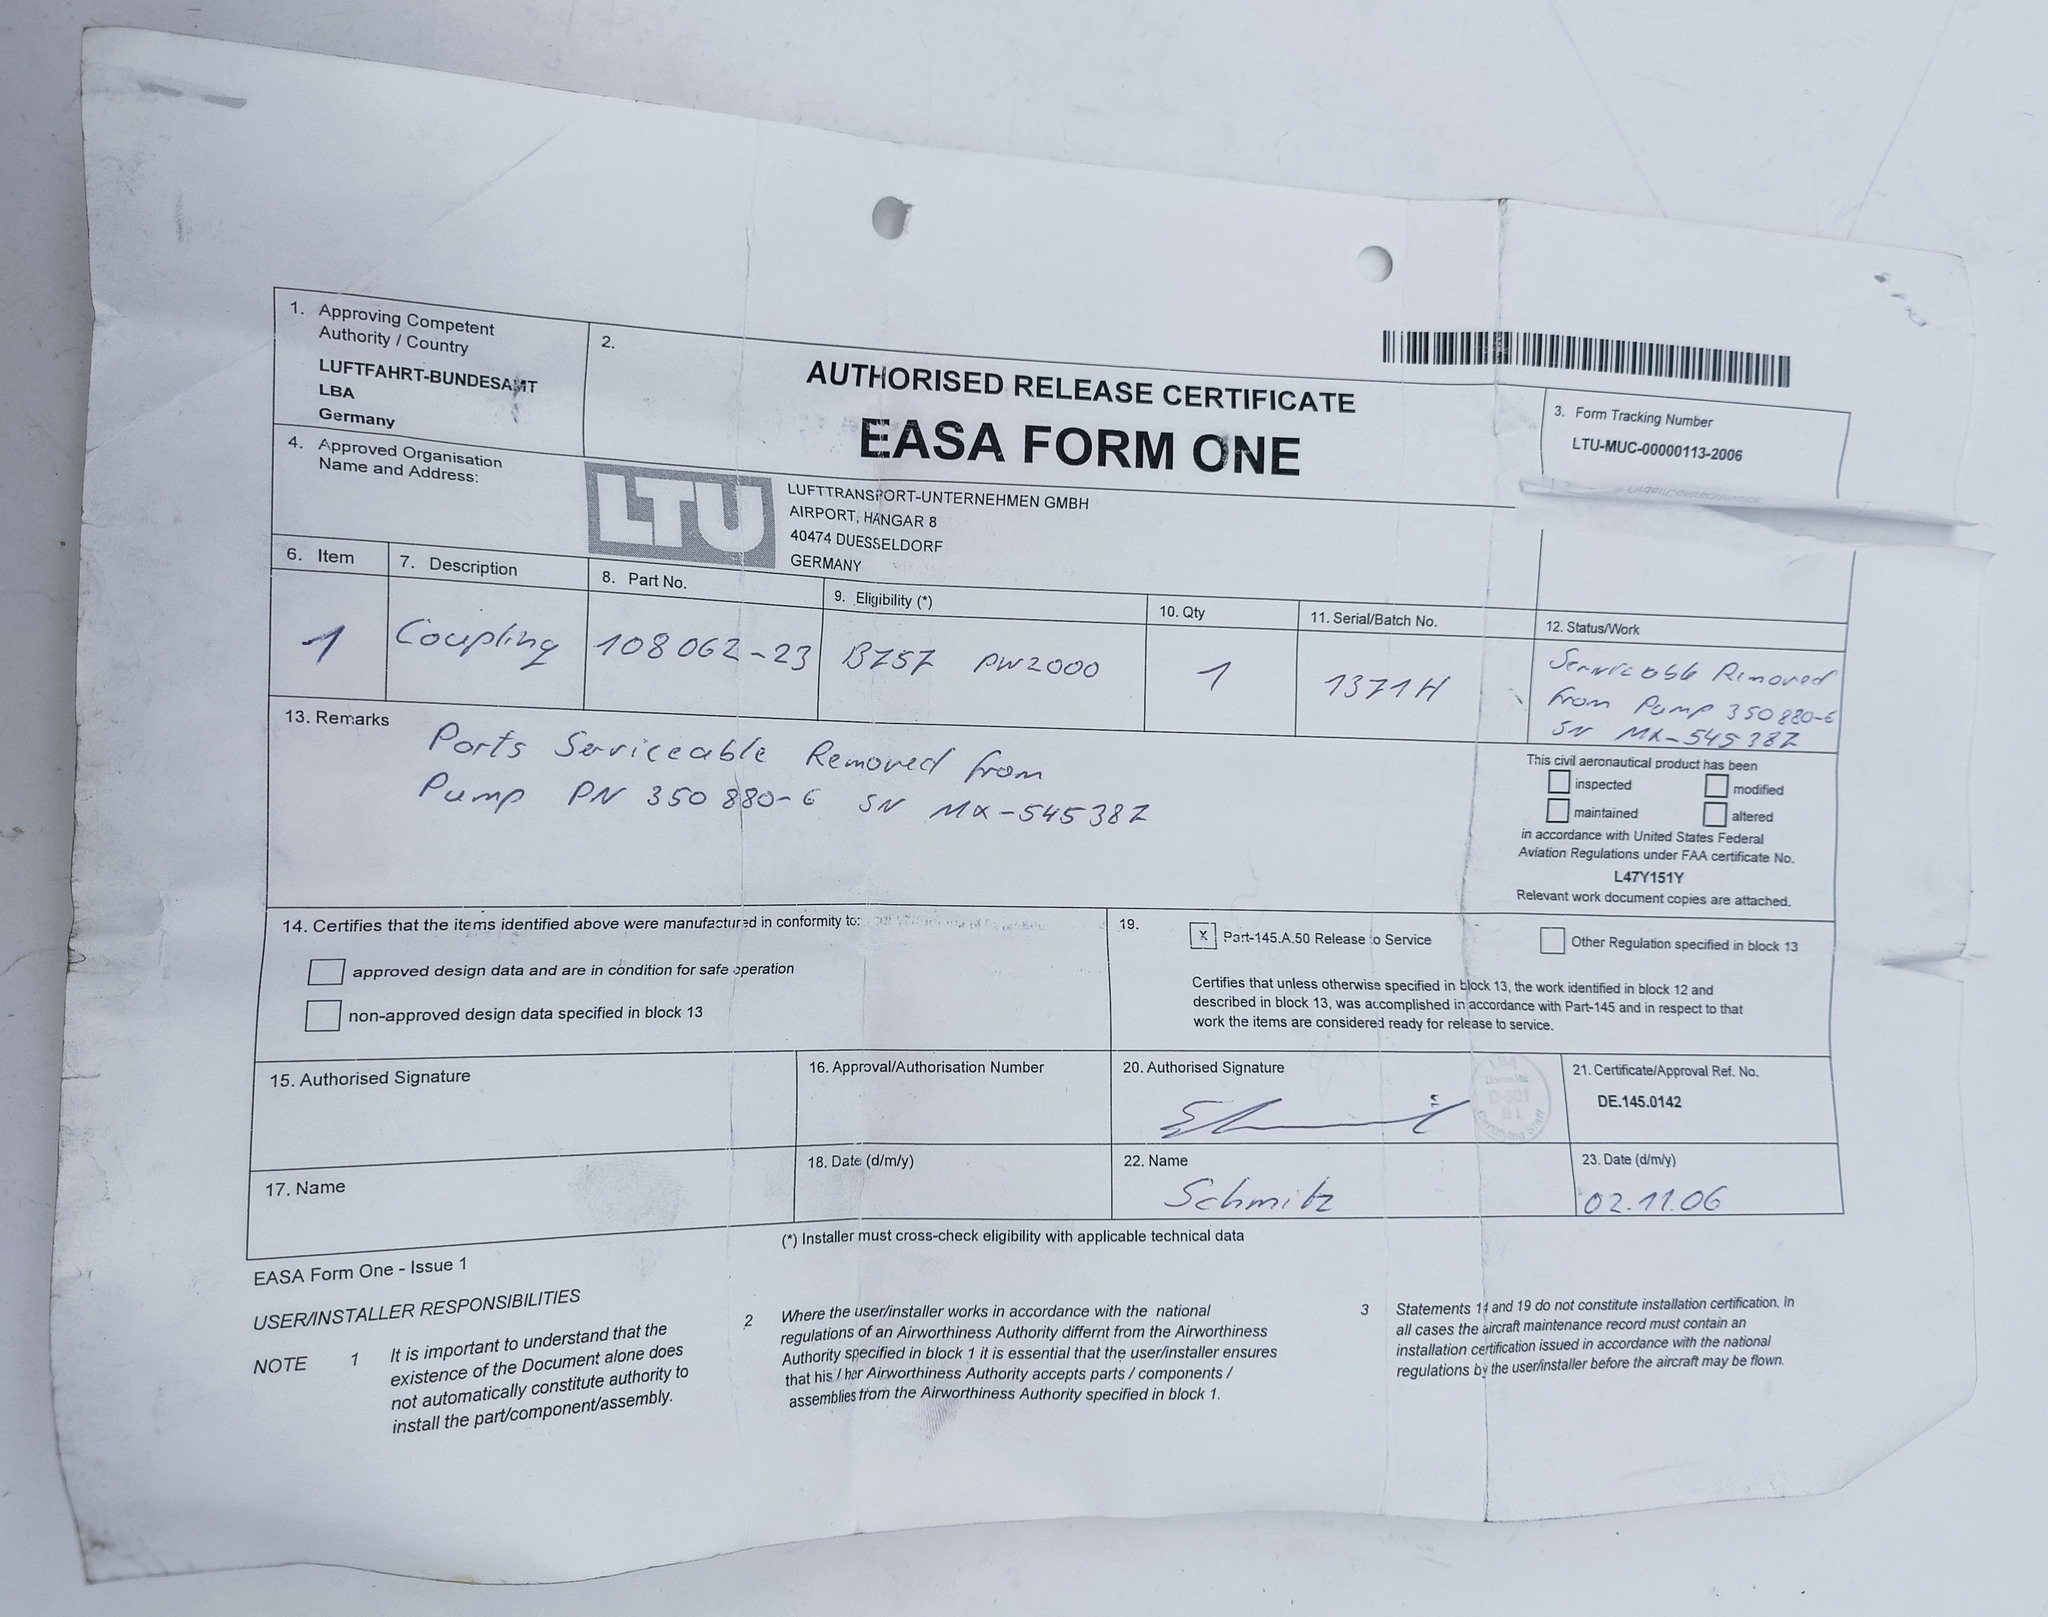 1. Approving Competent
Authority / Country
LUFTFAHRT-BUNDESAMT
LBA
Germany
2.
AUTHORISED RELEASE CERTIFICATE
EASA FORM ONE
3. Form Tracking Number
LTU-MUC-00000113-2006
4. Approved Organisation
Name and Address:
LTU
LUFTTRANSPORT-UNTERNEHMEN GMBH
AIRPORT, HANGAR 8
40474 DUESSELDORF
GERMANY
6. Item
7. Description
8. Part No.
9. Eligibility (*)
10. Qty
11. Serial/Batch No.
12. Status/Work
1
Coupling
108062-23
B757 PW2000
1
1371H
Serviceable Removed
from Pump 350880-6
SN MX-545387
13. Remarks
Parts Serviceable Removed from
Pump PN 350880-6 SN MX-545387
This civil aeronautical product has been
inspected
modified
maintained
altered
in accordance with United States Federal
Aviation Regulations under FAA certificate No.
L47Y151Y
Relevant work document copies are attached.
14. Certifies that the items identified above were manufactured in conformity to:
approved design data and are in condition for safe operation
non-approved design data specified in block 13
19.
x Part-145.A.50 Release to Service
Other Regulation specified in block 13
Certifies that unless otherwise specified in block 13, the work identified in block 12 and
described in block 13, was accomplished in accordance with Part-145 and in respect to that
work the items are considered ready for release to service.
15. Authorised Signature
16. Approval/Authorisation Number
20. Authorised Signature
21. Certificate/Approval Ref. No.
DE.145.0142
17. Name
18. Date (d/m/y)
22. Name
Schmitz
23. Date (d/m/y)
02.11.06
(*) Installer must cross-check eligibility with applicable technical data
EASA Form One - Issue 1
USER/INSTALLER RESPONSIBILITIES
NOTE 1 It is important to understand that the
existence of the Document alone does
not automatically constitute authority to
install the part/component/assembly.
2 Where the user/installer works in accordance with the national
regulations of an Airworthiness Authority differnt from the Airworthiness
Authority specified in block 1 it is essential that the user/installer ensures
that his / her Airworthiness Authority accepts parts / components /
assemblies from the Airworthiness Authority specified in block 1.
3 Statements 14 and 19 do not constitute installation certification. In
all cases the aircraft maintenance record must contain an
installation certification issued in accordance with the national
regulations by the user/installer before the aircraft may be flown.